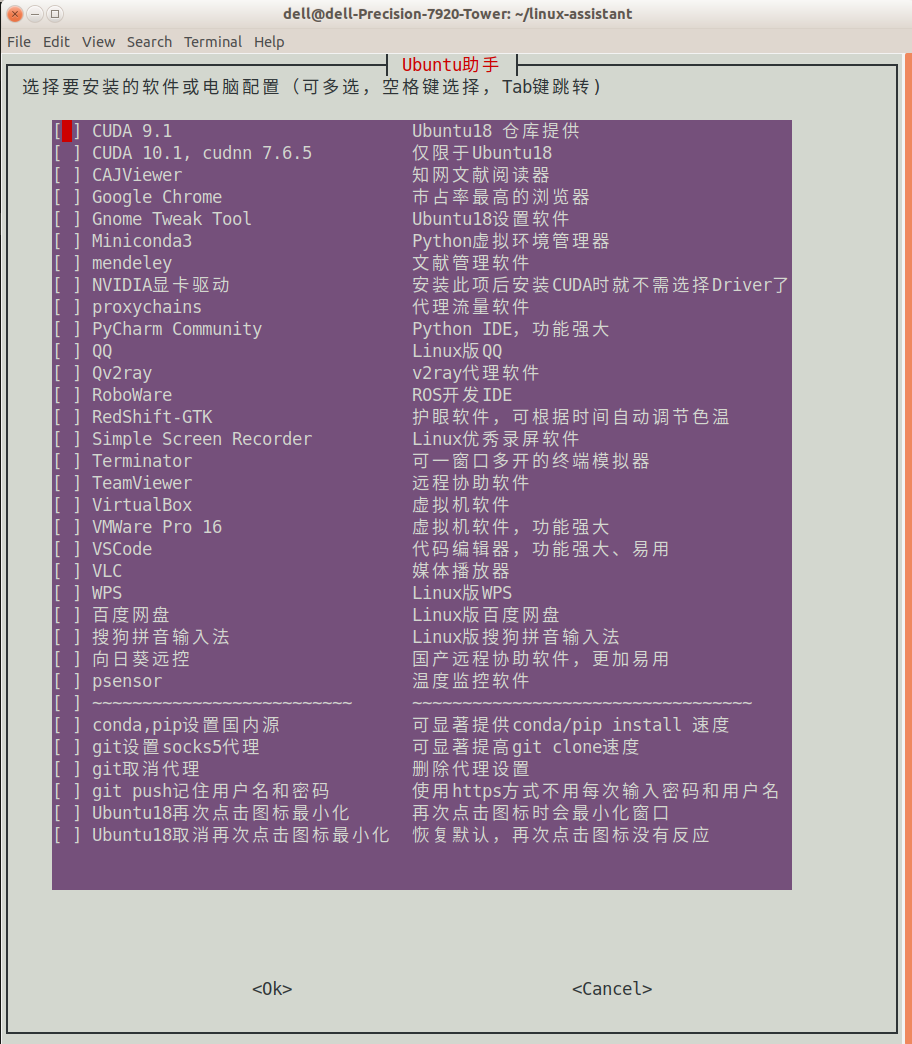 dell@dell-Precision-7920-Tower: ~/linux-assistant
File Edit View Search Terminal Help
Ubuntu助手
选择要安装的软件或电脑配置（可多选，空格键选择，Tab键跳转)
[ ] CUDA 9.1 Ubuntu18 仓库提供
[ ] CUDA 10.1, cudnn 7.6.5 仅限于Ubuntu18
[ ] CAJViewer 知网文献阅读器
[ ] Google Chrome 市占率最高的浏览器
[ ] Gnome Tweak Tool Ubuntu18设置软件
[ ] Miniconda3 Python虚拟环境管理器
[ ] mendeley 文献管理软件
[ ] NVIDIA显卡驱动 安装此项后安装CUDA时就不需选择Driver了
[ ] proxychains 代理流量软件
[ ] PyCharm Community Python IDE，功能强大
[ ] QQ Linux版QQ
[ ] Qv2ray v2ray代理软件
[ ] RoboWare ROS开发IDE
[ ] RedShift-GTK 护眼软件，可根据时间自动调节色温
[ ] Simple Screen Recorder Linux优秀录屏软件
[ ] Terminator 可一窗口多开的终端模拟器
[ ] TeamViewer 远程协助软件
[ ] VirtualBox 虚拟机软件
[ ] VMWare Pro 16 虚拟机软件，功能强大
[ ] VSCode 代码编辑器，功能强大、易用
[ ] VLC 媒体播放器
[ ] WPS Linux版WPS
[ ] 百度网盘 Linux版百度网盘
[ ] 搜狗拼音输入法 Linux版搜狗拼音输入法
[ ] 向日葵远控 国产远程协助软件，更加易用
[ ] psensor 温度监控软件
[ ] ~~~~~~~~~~~~~~~~~~~~~~~~~~ ~~~~~~~~~~~~~~~~~~~~~~~~~~~~~~~~~~
[ ] conda,pip设置国内源 可显著提供conda/pip install 速度
[ ] git设置socks5代理 可显著提高git clone速度
[ ] git取消代理 删除代理设置
[ ] git push记住用户名和密码 使用https方式不用每次输入密码和用户名
[ ] Ubuntu18再次点击图标最小化 再次点击图标时会最小化窗口
[ ] Ubuntu18取消再次点击图标最小化 恢复默认，再次点击图标没有反应
<Ok> <Cancel>